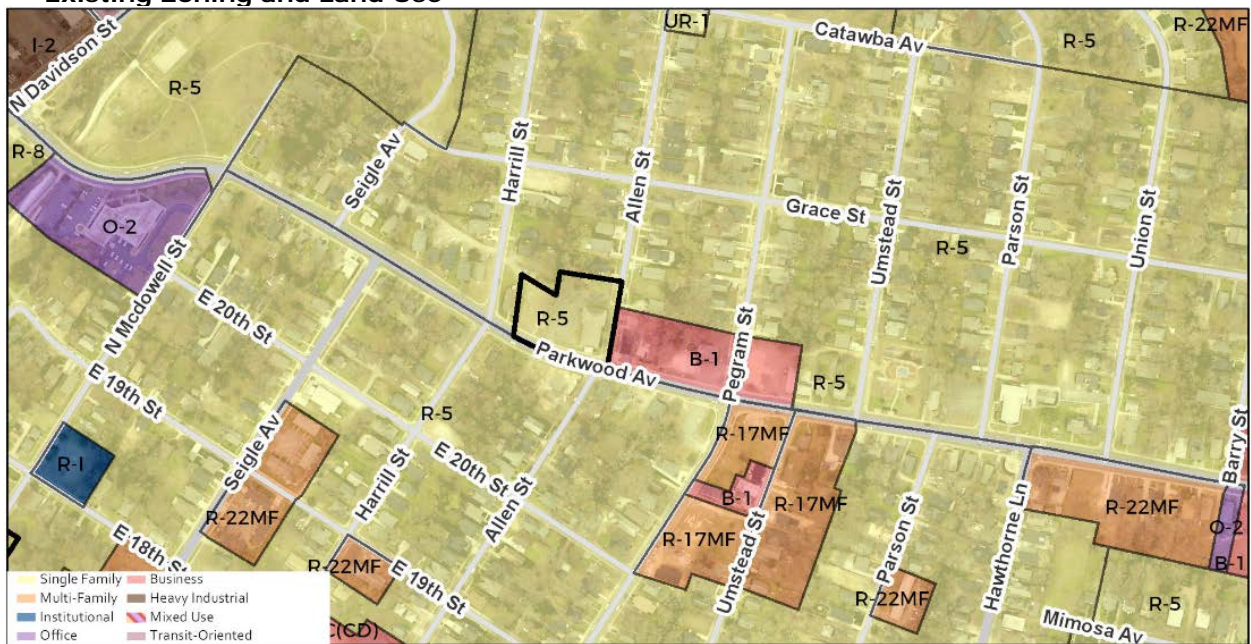 Existing Zoning and Land Use
I-2
N Davidson St
R-5
UR-1
Catawba Av
R-5
R-22MF
R-8
Seigle Av
Harrill St
Allen St
Umstead St
Parson St
Union St
Grace St
R-5
O-2
N Mcdowell St
E 20th St
R-5
Parkwood Av
B-1
Pegram St
R-5
E 19th St
R-5
R-17MF
Barry St
R-I
Seigle Av
Harrill St
E 20th St
Allen St
B-1
R-17MF
R-22MF
O-2
R-22MF
R-17MF
Umstead St
Parson St
Hawthorne Ln
B-1
E 18th St
R-22MF
E 19th St
R-22MF
R-5
Mimosa Av
C(CD)
Single Family
Business
Multi-Family
Heavy Industrial
Institutional
Mixed Use
Office
Transit-Oriented